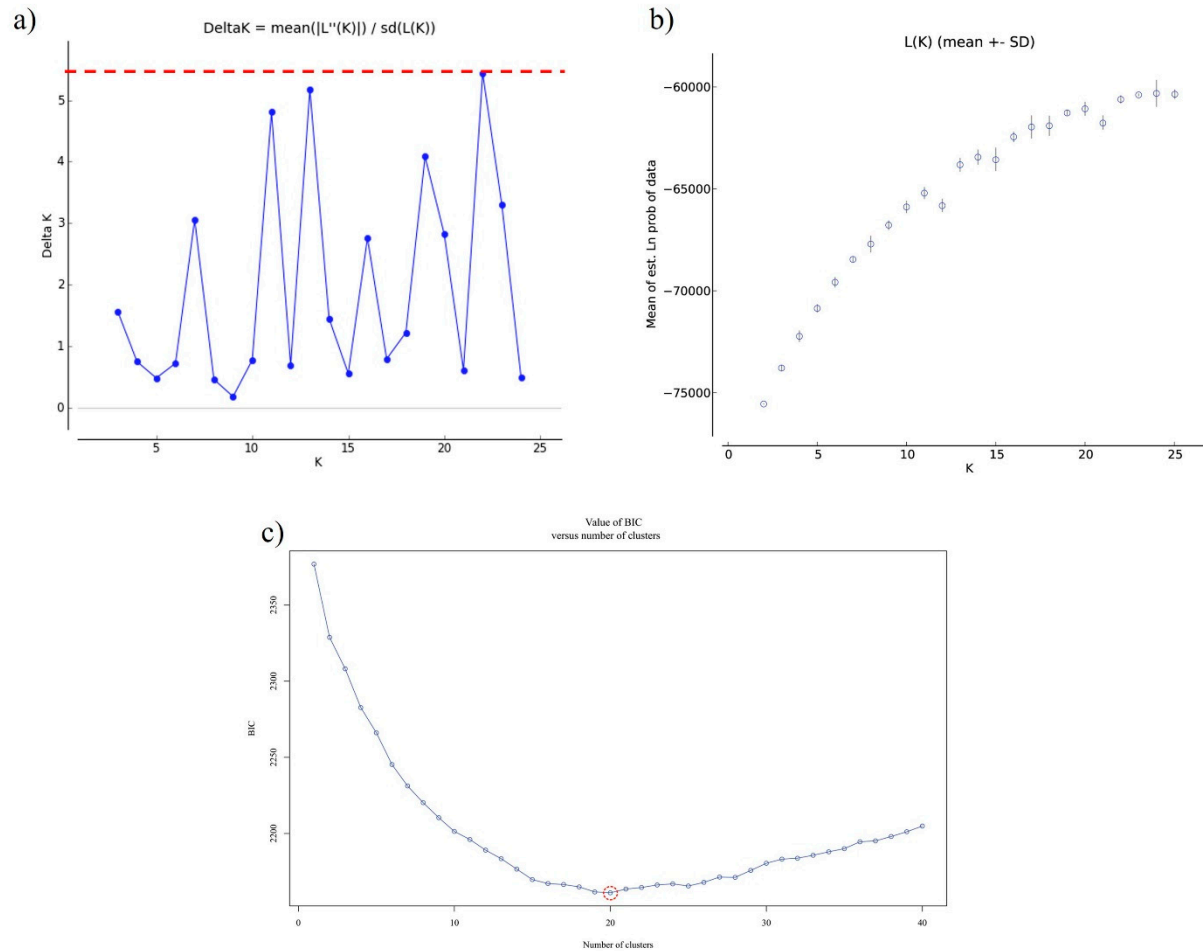 a)
DeltaK = mean(|L''(K)|) / sd(L(K))
5
4
3
2
1
0
Delta K
5
10
15
20
25
K
b)
L(K) (mean +- SD)
−60000
−65000
−70000
−75000
Mean of est. Ln prob of data
0
5
10
15
20
25
K
c)
Value of BIC
versus number of clusters
2350
2300
2250
2200
BIC
0
10
20
30
40
Number of clusters